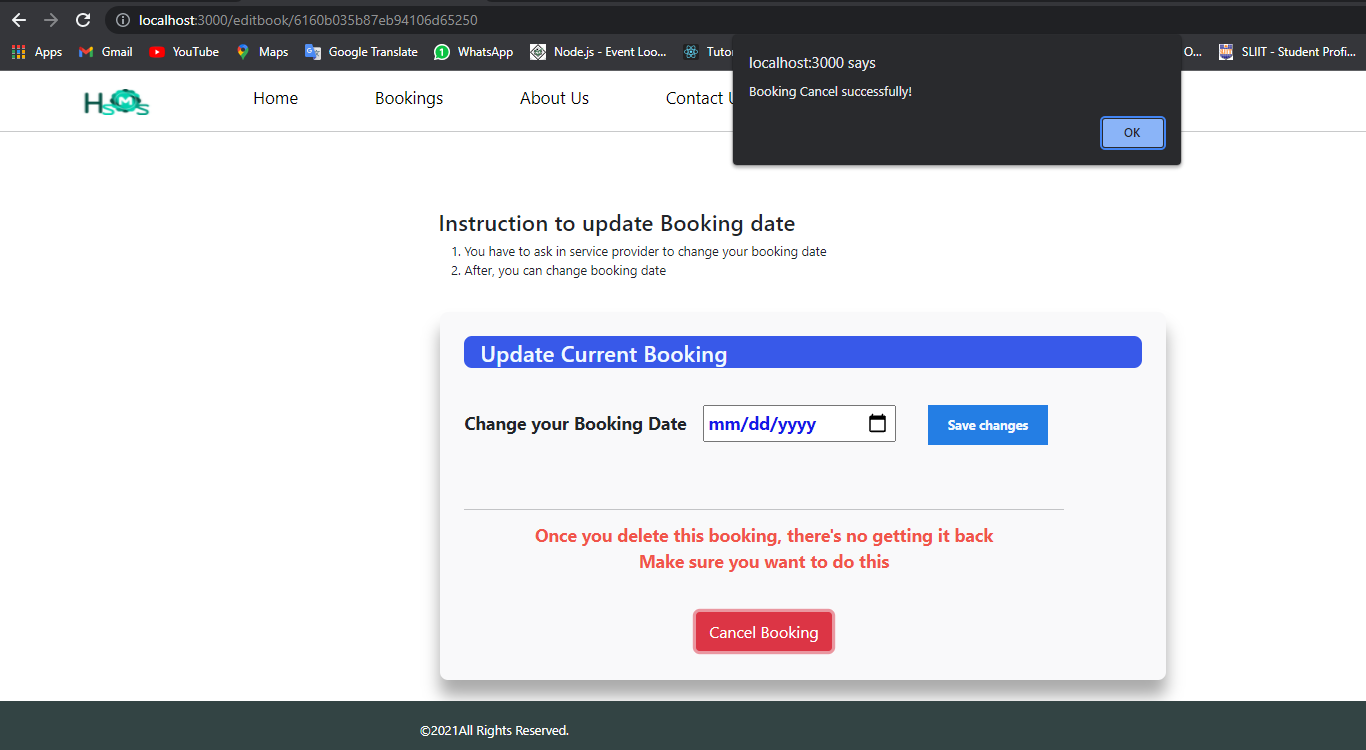 localhost:3000/editbook/6160b035b87eb94106d65250
Apps Gmail YouTube Maps Google Translate 1 WhatsApp Node.js - Event Loo... Tuto O... SLIIT - Student Profi...
localhost:3000 says
Booking Cancel successfully!
OK
HSMS Home Bookings About Us Contact U
Instruction to update Booking date
1. You have to ask in service provider to change your booking date
2. After, you can change booking date
Update Current Booking
Change your Booking Date mm/dd/yyyy Save changes
Once you delete this booking, there's no getting it back
Make sure you want to do this
Cancel Booking
©2021All Rights Reserved.